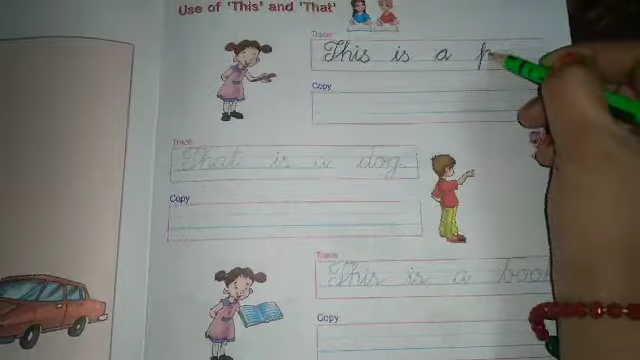 Use of 'This' and 'That'
Trace
This is a
Copy
Trace
That is a dog.
Copy
Trace
This is a
Copy